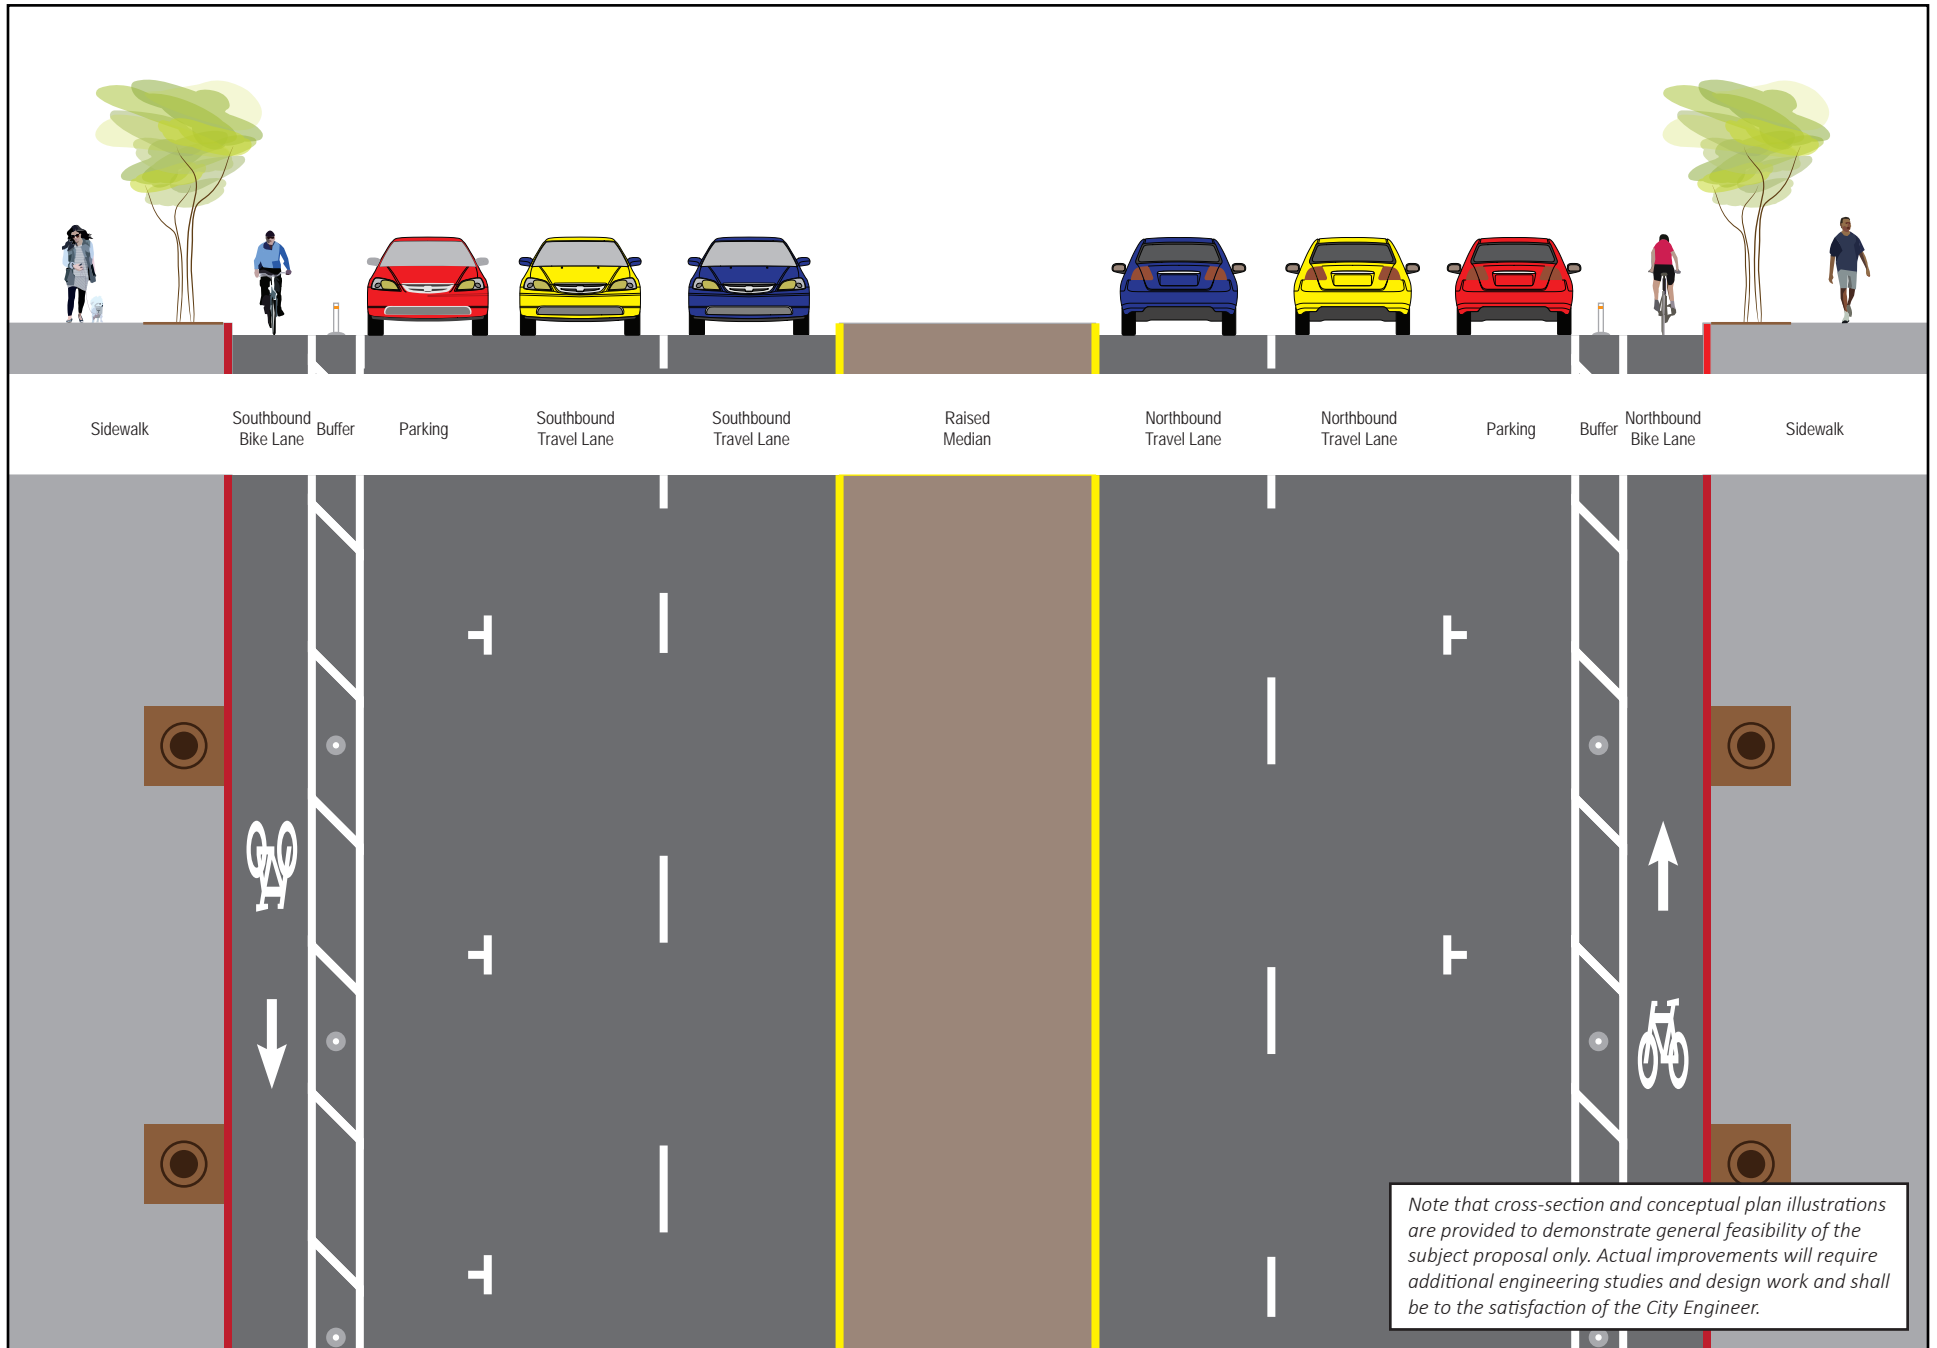 Sidewalk
Southbound
Bike Lane
Buffer
Parking
Southbound
Travel Lane
Southbound
Travel Lane
Raised
Median
Northbound
Travel Lane
Northbound
Travel Lane
Parking
Buffer
Northbound
Bike Lane
Sidewalk
Note that cross-section and conceptual plan illustrations
are provided to demonstrate general feasibility of the
subject proposal only. Actual improvements will require
additional engineering studies and design work and shall
be to the satisfaction of the City Engineer.